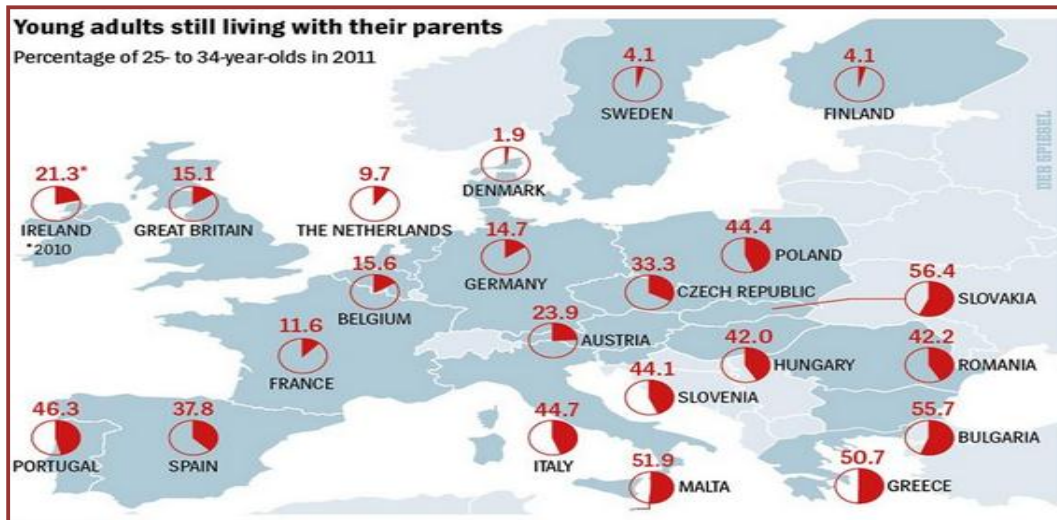 Young adults still living with their parents
Percentage of 25- to 34-year-olds in 2011
4.1
SWEDEN
4.1
FINLAND
DER SPIEGEL
1.9
DENMARK
21.3*
IRELAND
*2010
15.1
GREAT BRITAIN
9.7
THE NETHERLANDS
14.7
GERMANY
44.4
POLAND
15.6
BELGIUM
33.3
CZECH REPUBLIC
56.4
SLOVAKIA
11.6
FRANCE
23.9
AUSTRIA
42.0
HUNGARY
42.2
ROMANIA
44.1
SLOVENIA
46.3
PORTUGAL
37.8
SPAIN
44.7
ITALY
55.7
BULGARIA
51.9
MALTA
50.7
GREECE